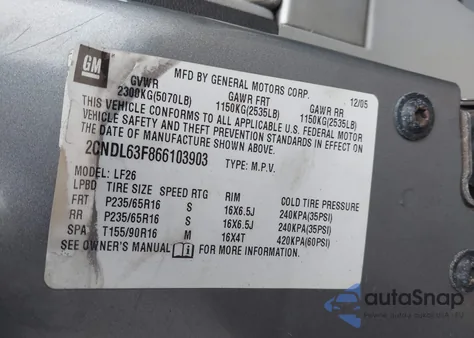 GM
MFD BY GENERAL MOTORS CORP. 12/05
GVWR GAWR FRT GAWR RR
2300KG(5070LB) 1150KG(2535LB) 1150KG(2535LB)
THIS VEHICLE CONFORMS TO ALL APPLICABLE U.S. FEDERAL MOTOR
VEHICLE SAFETY AND THEFT PREVENTION STANDARDS IN EFFECT ON
THE DATE OF MANUFACTURE SHOWN ABOVE.
2CNDL63F866103903 TYPE: M.P.V.
MODEL: LF26
LPBD TIRE SIZE SPEED RTG RIM COLD TIRE PRESSURE
FRT P235/65R16 S 16X6.5J 240KPA(35PSI)
RR P235/65R16 S 16X6.5J 240KPA(35PSI)
SPA T155/90R16 M 16X4T 420KPA(60PSI)
SEE OWNER'S MANUAL FOR MORE INFORMATION.
autoSnap